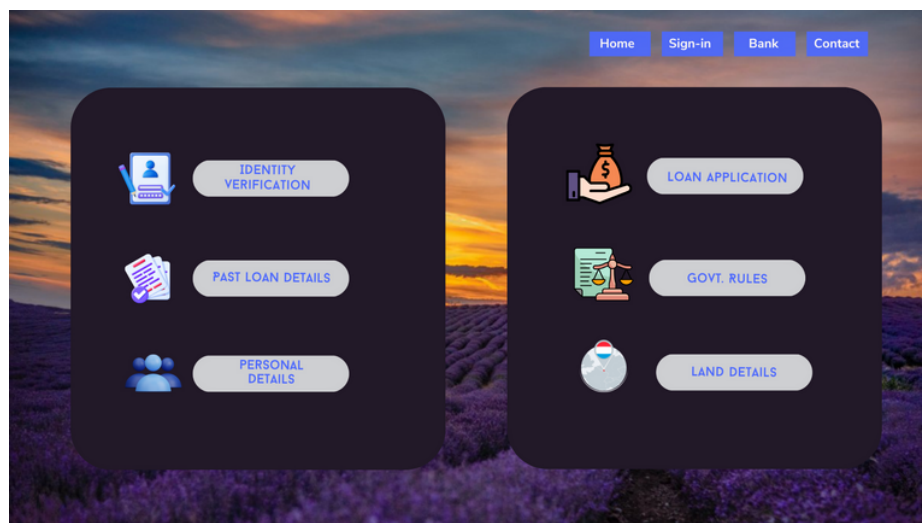 Home
Sign-in
Bank
Contact
IDENTITY
VERIFICATION
PAST LOAN DETAILS
PERSONAL
DETAILS
LOAN APPLICATION
GOVT. RULES
LAND DETAILS